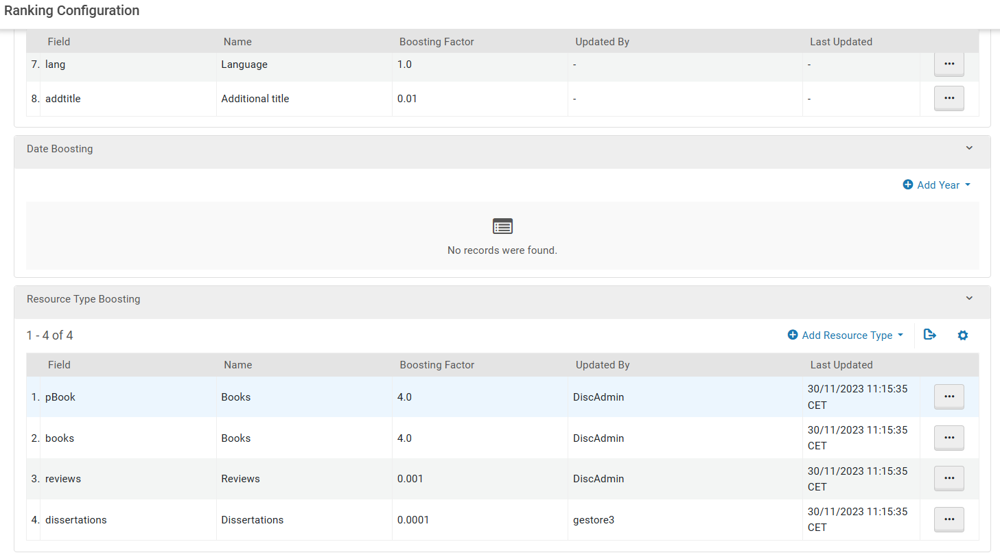 Ranking Configuration
Field Name Boosting Factor Updated By Last Updated
7. lang Language 1.0 - -
8. addtitle Additional title 0.01 - -
Date Boosting
Add Year
No records were found.
Resource Type Boosting
1 - 4 of 4 Add Resource Type
Field Name Boosting Factor Updated By Last Updated
1. pBook Books 4.0 DiscAdmin 30/11/2023 11:15:35
CET
2. books Books 4.0 DiscAdmin 30/11/2023 11:15:35
CET
3. reviews Reviews 0.001 DiscAdmin 30/11/2023 11:15:35
CET
4. dissertations Dissertations 0.0001 gestore3 30/11/2023 11:15:35
CET